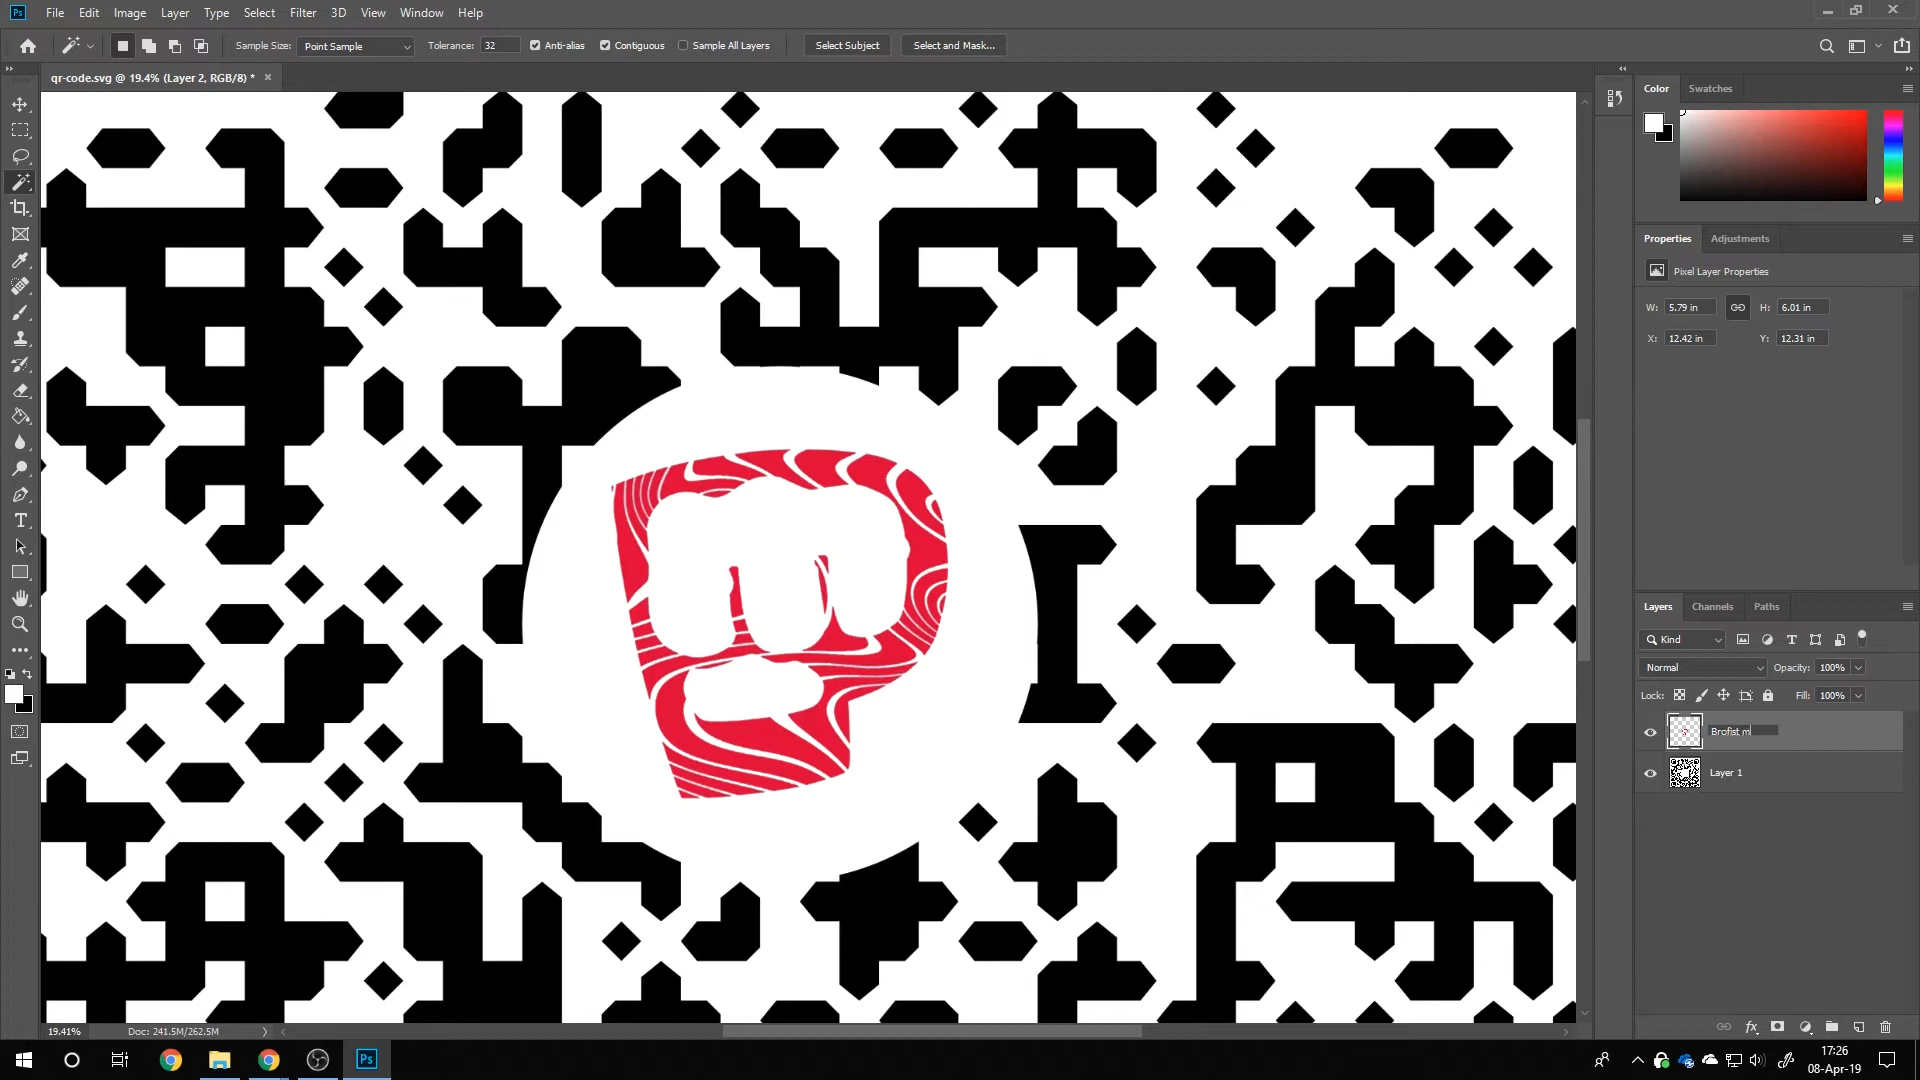 Ps File Edit Image Layer Type Select Filter 3D View Window Help
Sample Size: Point Sample Tolerance: 32 Anti-alias Contiguous Sample All Layers Select Subject Select and Mask...
qr-code.svg @ 19.4% (Layer 2, RGB/8) *
Color Swatches
Properties Adjustments
Pixel Layer Properties
W: 5.79 in H: 6.01 in
X: 12.42 in Y: 12.31 in
Layers Channels Paths
Kind
Normal Opacity: 100%
Lock: Fill: 100%
Brofist m
Layer 1
19.41% Doc: 241.5M/262.5M
Ps
17:26
08-Apr-19